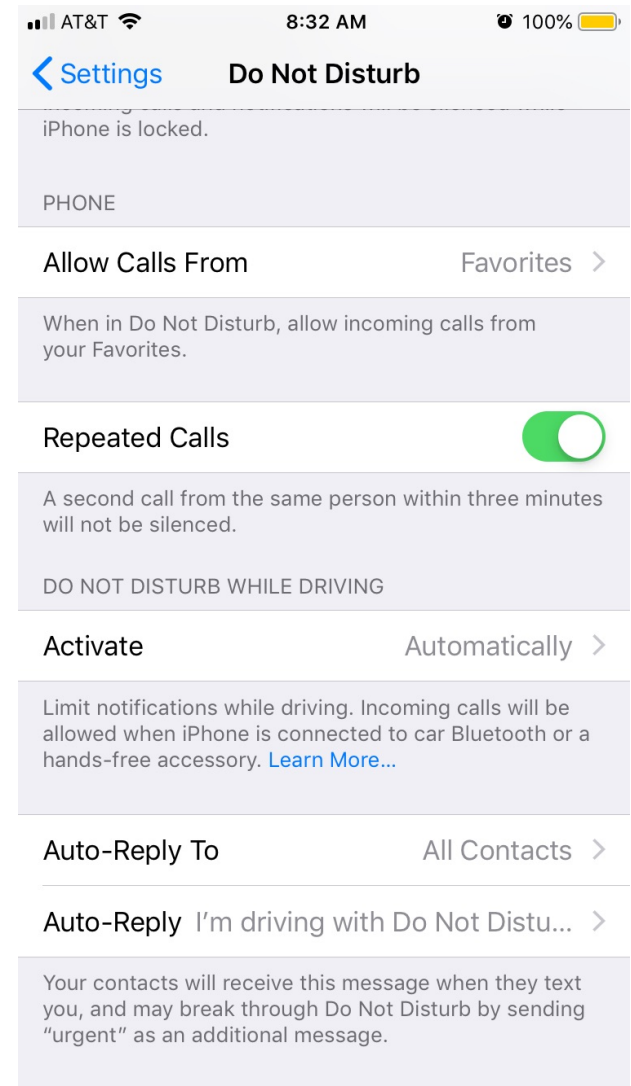 AT&T 8:32 AM 100%
Settings Do Not Disturb
iPhone is locked.
PHONE
Allow Calls From Favorites
When in Do Not Disturb, allow incoming calls from
your Favorites.
Repeated Calls
A second call from the same person within three minutes
will not be silenced.
DO NOT DISTURB WHILE DRIVING
Activate Automatically
Limit notifications while driving. Incoming calls will be
allowed when iPhone is connected to car Bluetooth or a
hands-free accessory. Learn More...
Auto-Reply To All Contacts
Auto-Reply I’m driving with Do Not Distu...
Your contacts will receive this message when they text
you, and may break through Do Not Disturb by sending
“urgent” as an additional message.